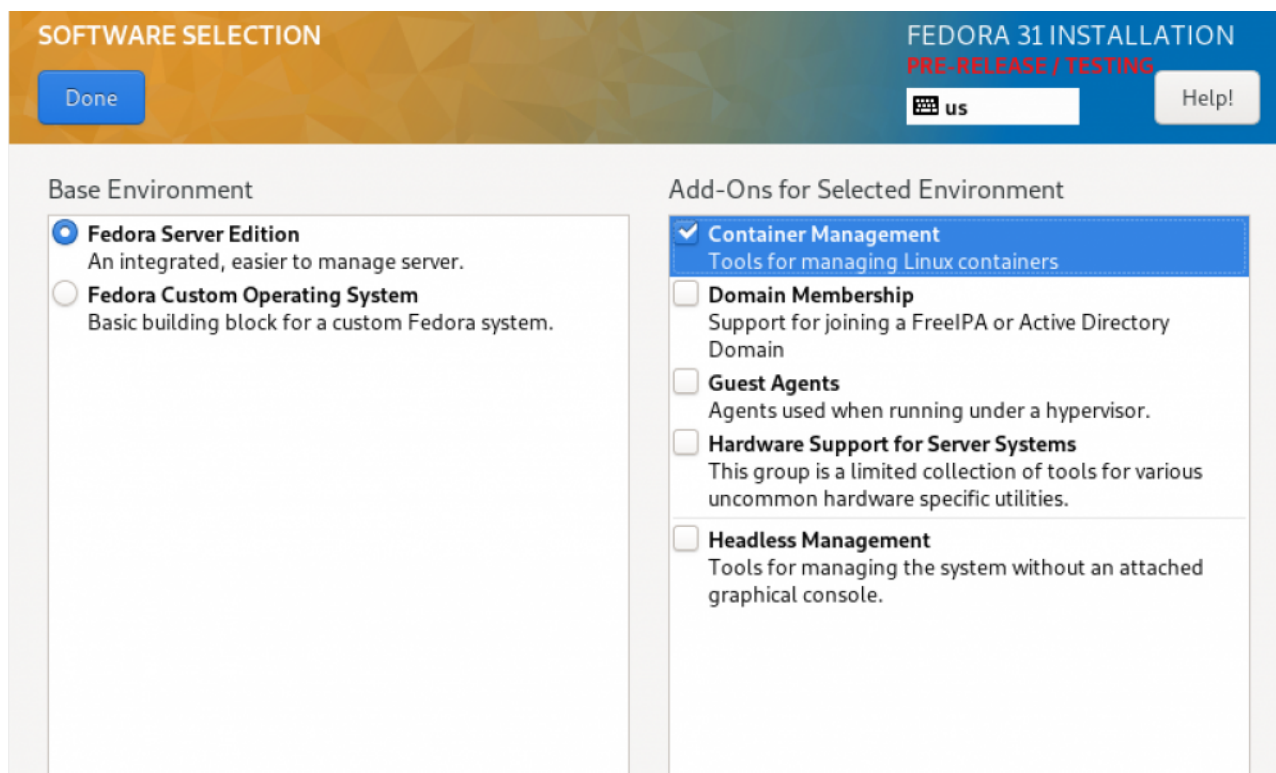 SOFTWARE SELECTION
FEDORA 31 INSTALLATION
PRE-RELEASE / TESTING
Done
us
Help!
Base Environment
Fedora Server Edition
An integrated, easier to manage server.
Fedora Custom Operating System
Basic building block for a custom Fedora system.
Add-Ons for Selected Environment
Container Management
Tools for managing Linux containers
Domain Membership
Support for joining a FreeIPA or Active Directory
Domain
Guest Agents
Agents used when running under a hypervisor.
Hardware Support for Server Systems
This group is a limited collection of tools for various
uncommon hardware specific utilities.
Headless Management
Tools for managing the system without an attached
graphical console.